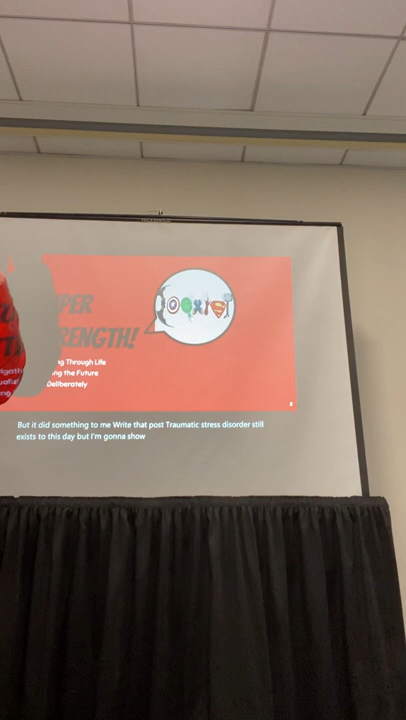 PER
RENGTH!
ng Through Life
ng the Future
Deliberately
But it did something to me Write that post Traumatic stress disorder still
exists to this day but I'm gonna show